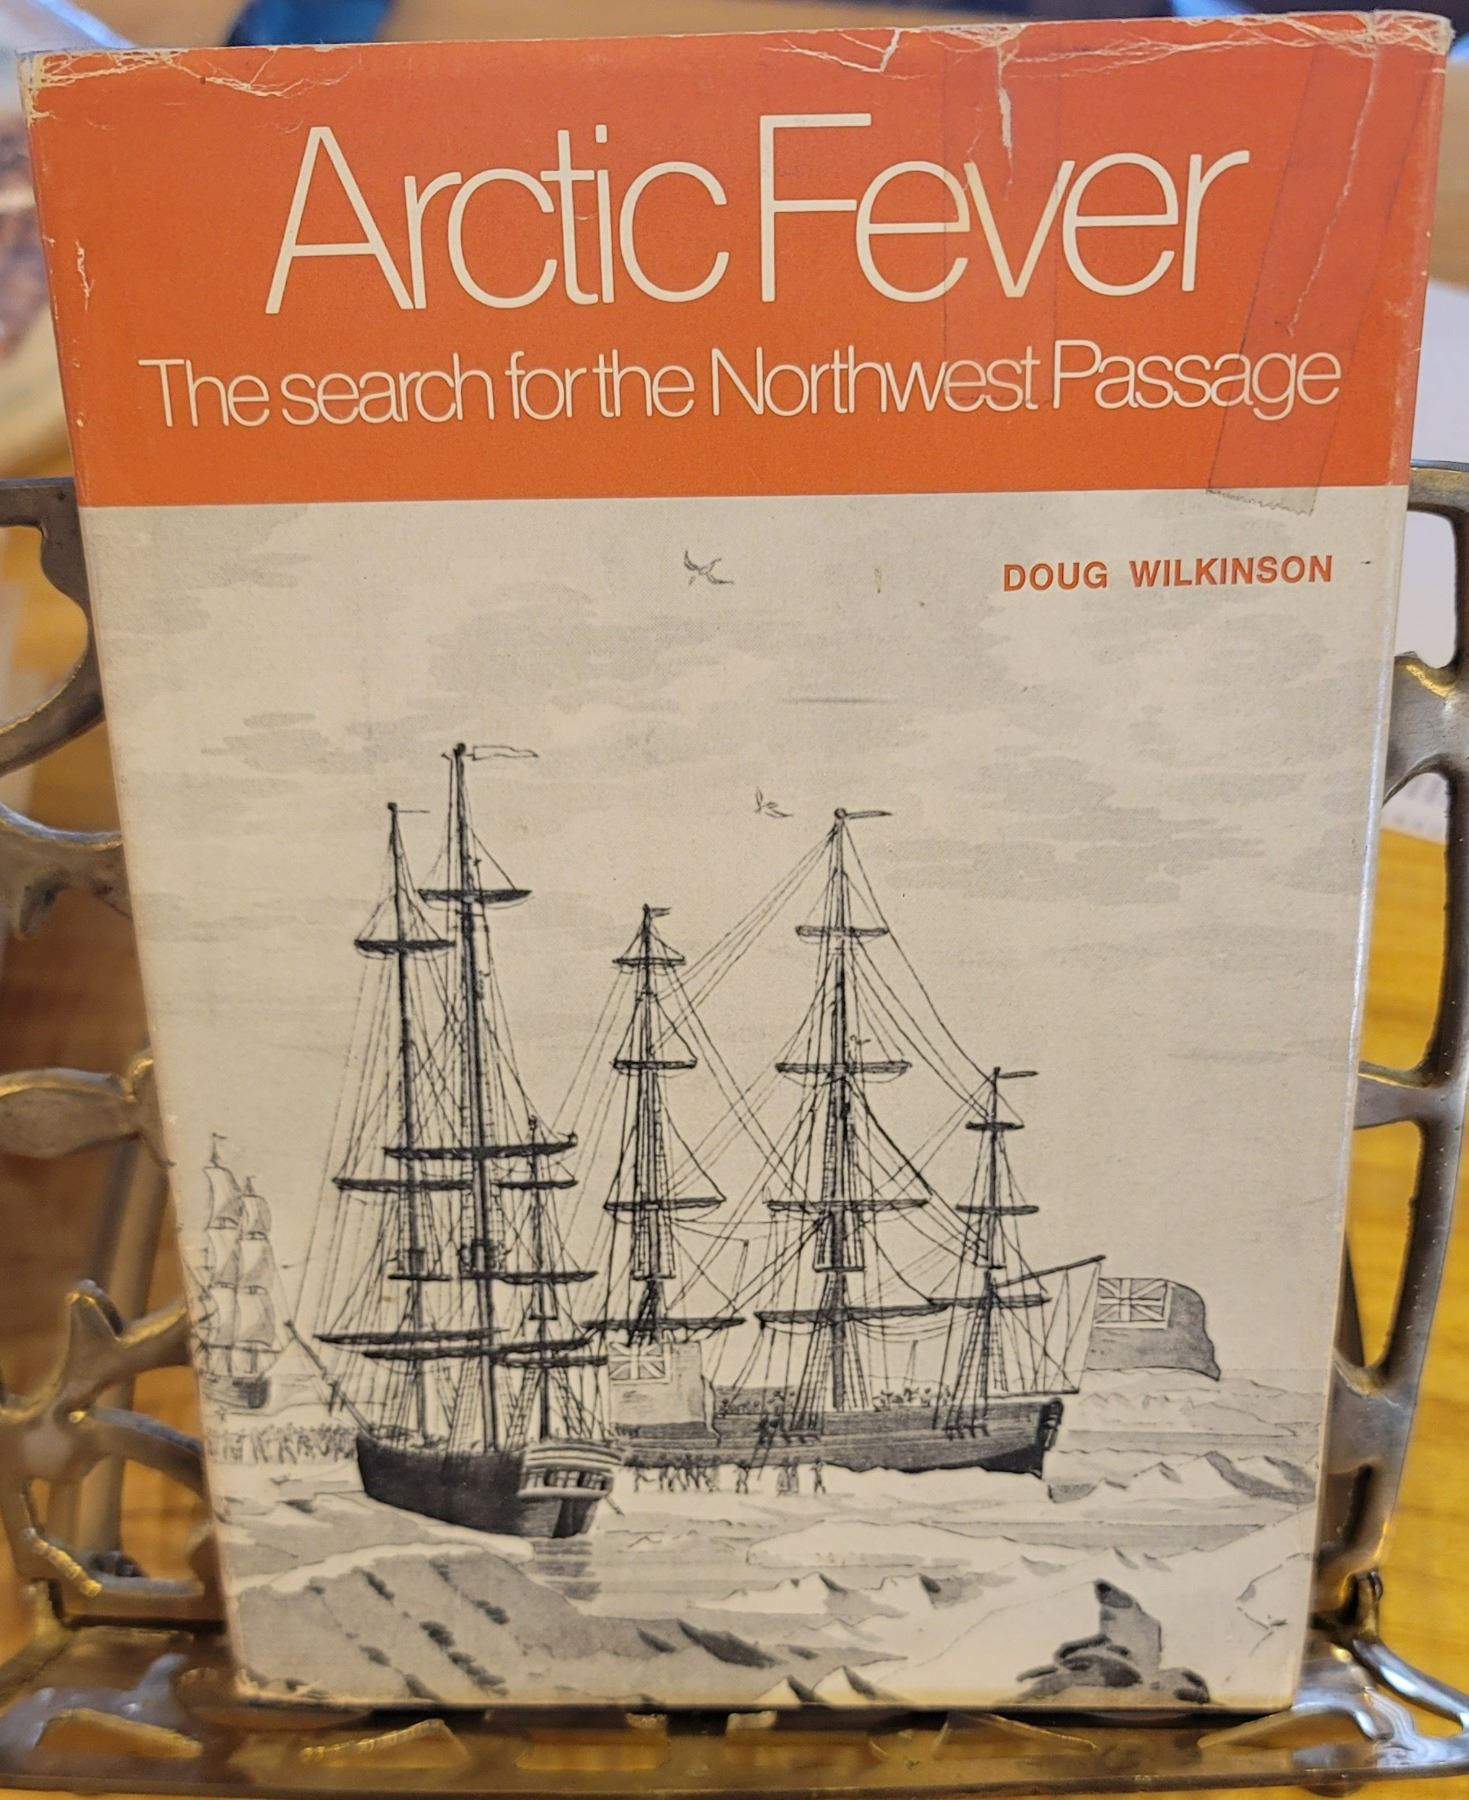 Arctic Fever
The search for the Northwest Passage
DOUG WILKINSON